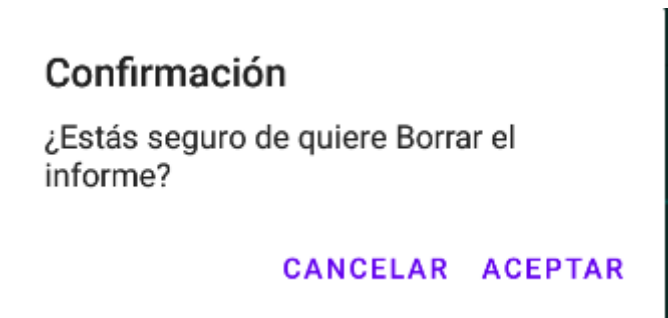 Confirmación
¿Estás seguro de quiere Borrar el
informe?
CANCELAR ACEPTAR